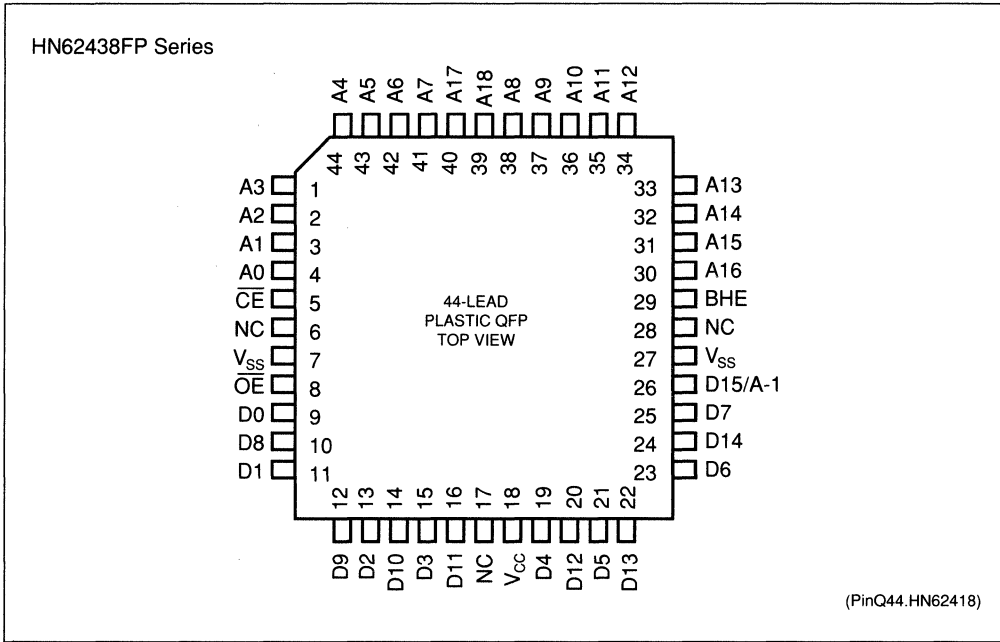 HN62438FP Series
A4 A5 A6 A7 A17 A18 A8 A9 A10 A11 A12
44 43 42 41 40 39 38 37 36 35 34
A3 1 33 A13
A2 2 32 A14
A1 3 31 A15
A0 4 30 A16
C̅E̅ 5 29 BHE
NC 6 28 NC
VSS 7 27 VSS
O̅E̅ 8 26 D15/A-1
D0 9 25 D7
D8 10 24 D14
D1 11 23 D6
44-LEAD
PLASTIC QFP
TOP VIEW
12 13 14 15 16 17 18 19 20 21 22
D9 D2 D10 D3 D11 NC VCC D4 D12 D5 D13
(PinQ44.HN62418)